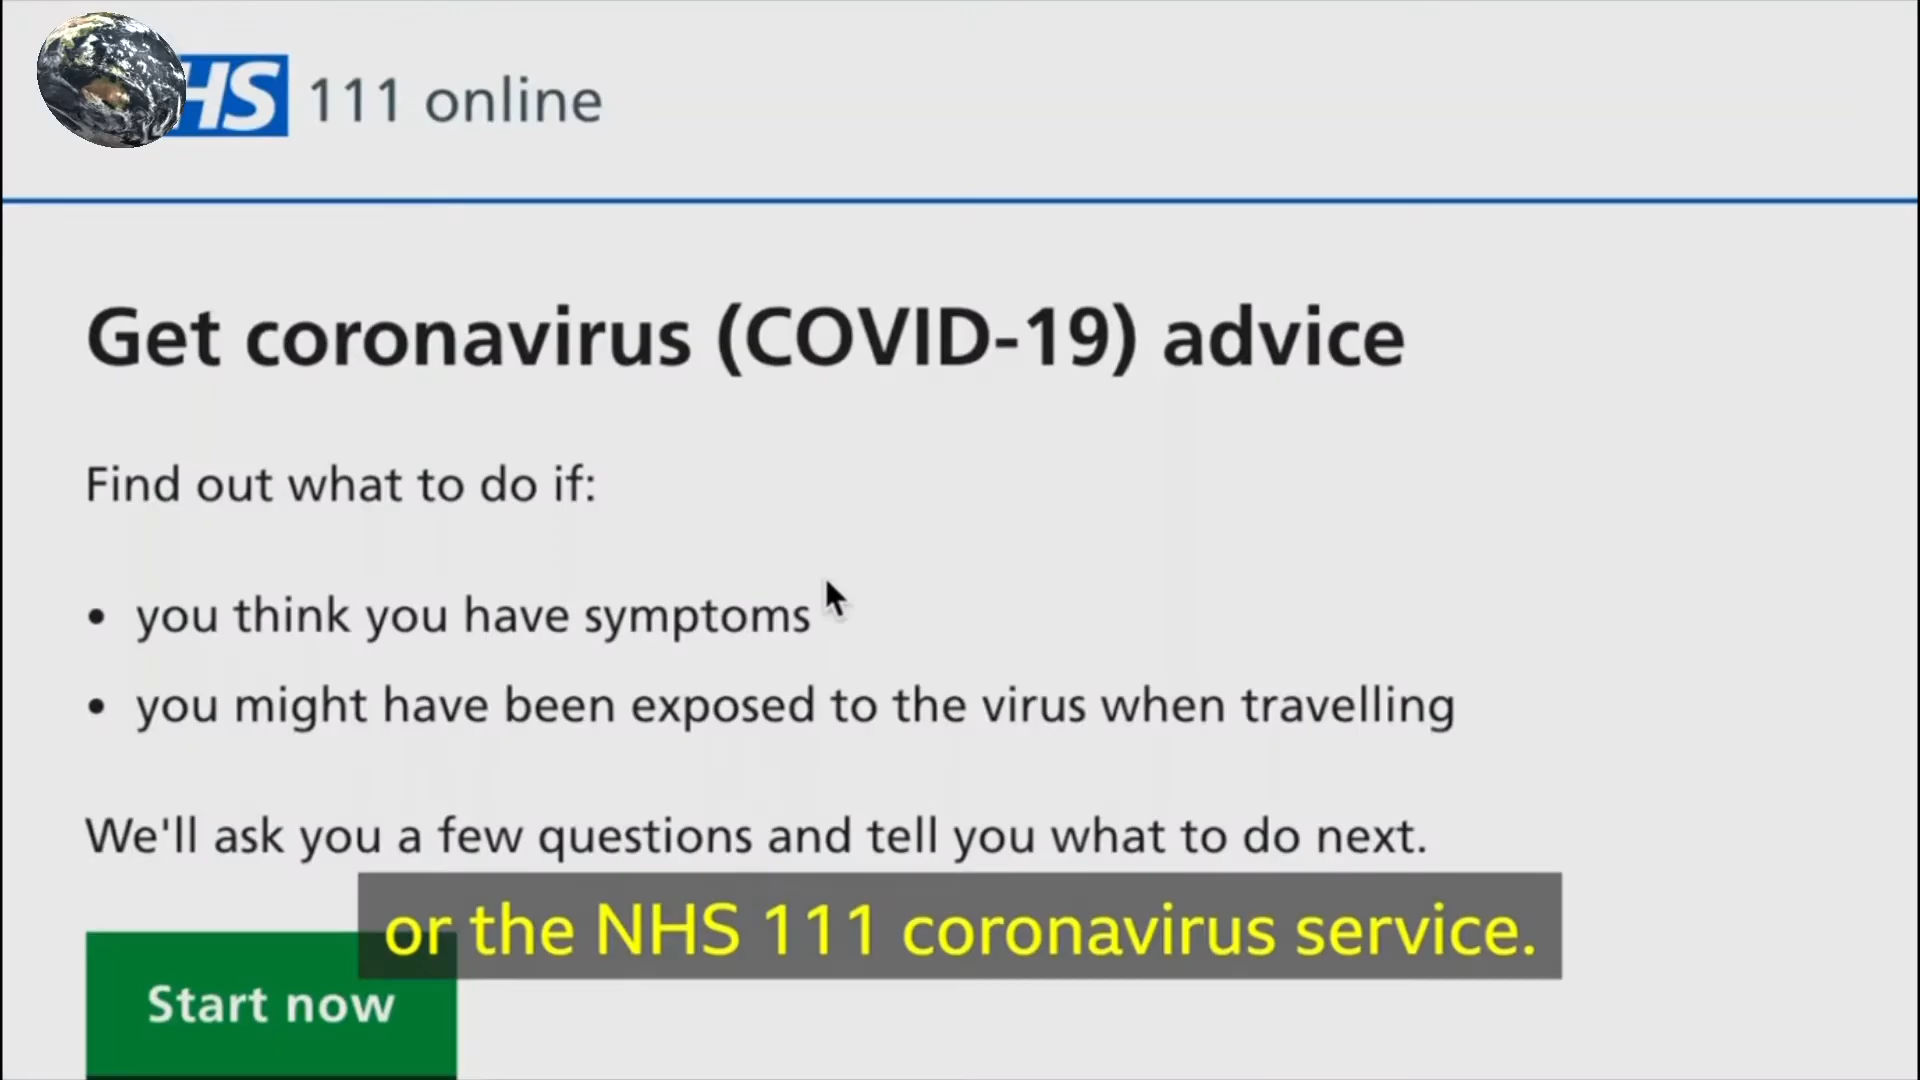 HS 111 online
Get coronavirus (COVID-19) advice
Find out what to do if:
• you think you have symptoms
• you might have been exposed to the virus when travelling
We'll ask you a few questions and tell you what to do next.
or the NHS 111 coronavirus service.
Start now